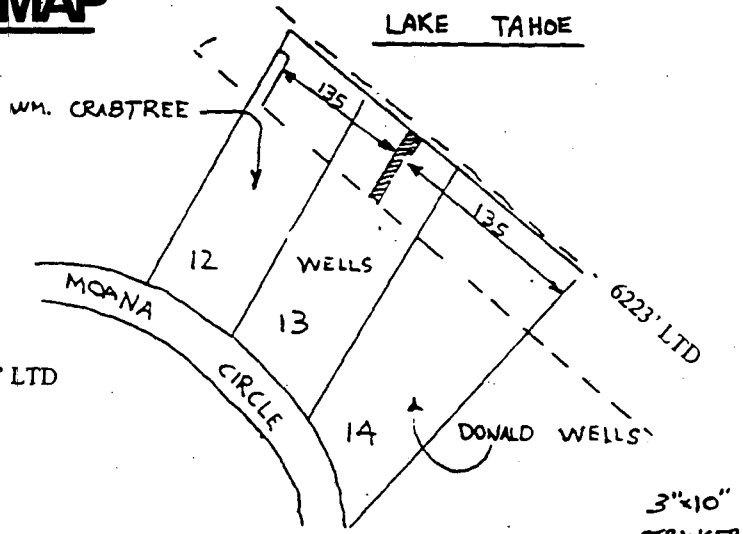 MAP
LAKE TAHOE
135
WM. CRABTREE
135
12
WELLS
13
6223' LTD
MOANA CIRCLE
' LTD
14
DONALD WELLS
3"x10"